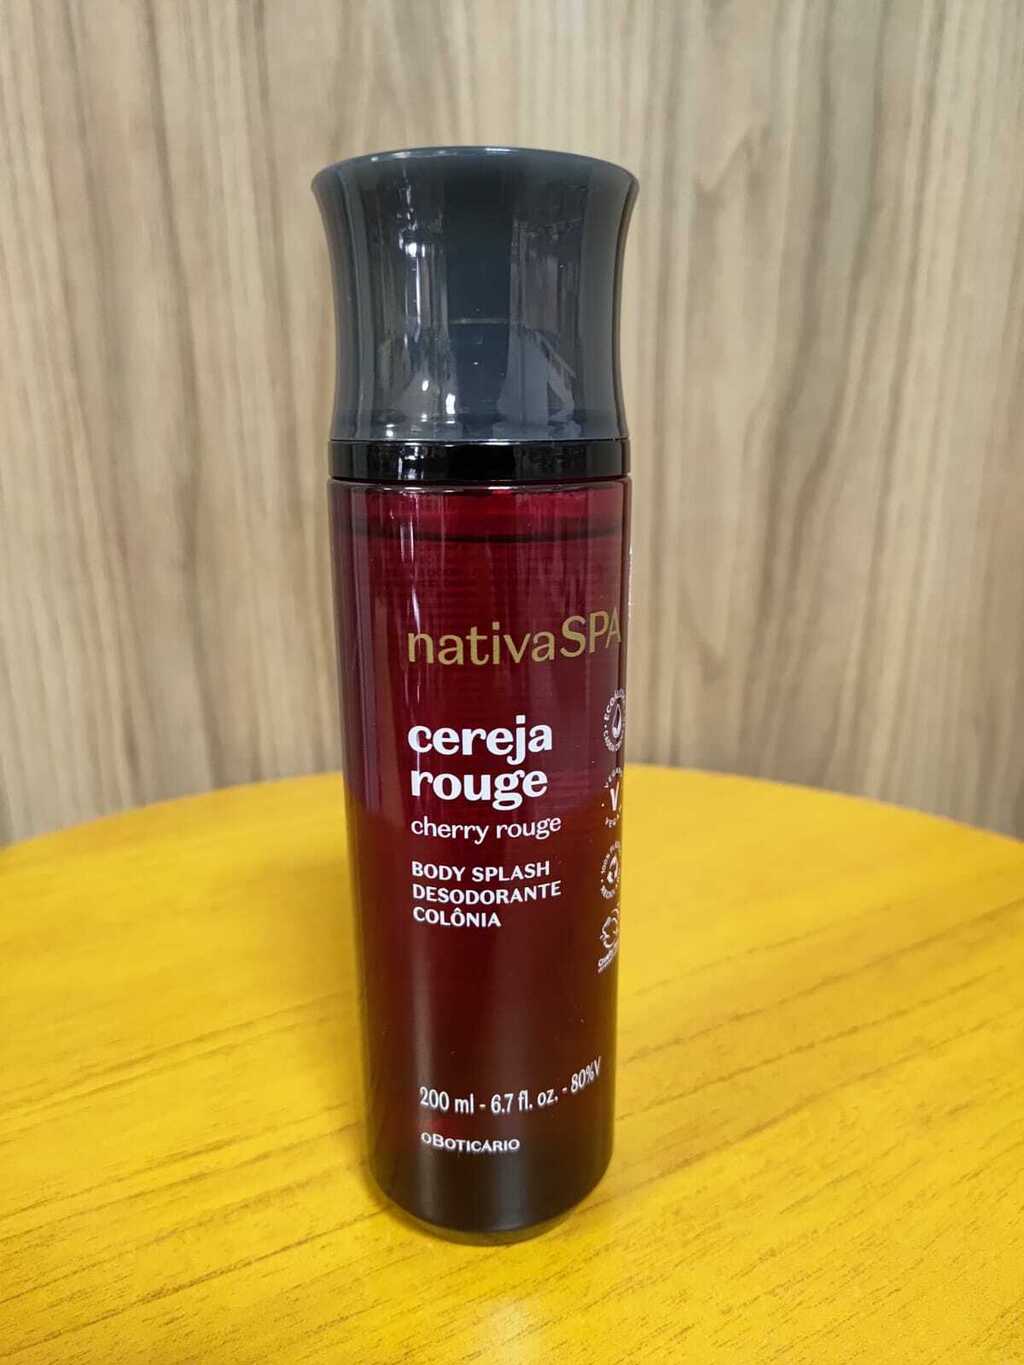 nativaSPA
cereja
rouge
cherry rouge
BODY SPLASH
DESODORANTE
COLÔNIA
200 ml - 6.7 fl. oz. - 80%V
oBOTICÁRIO